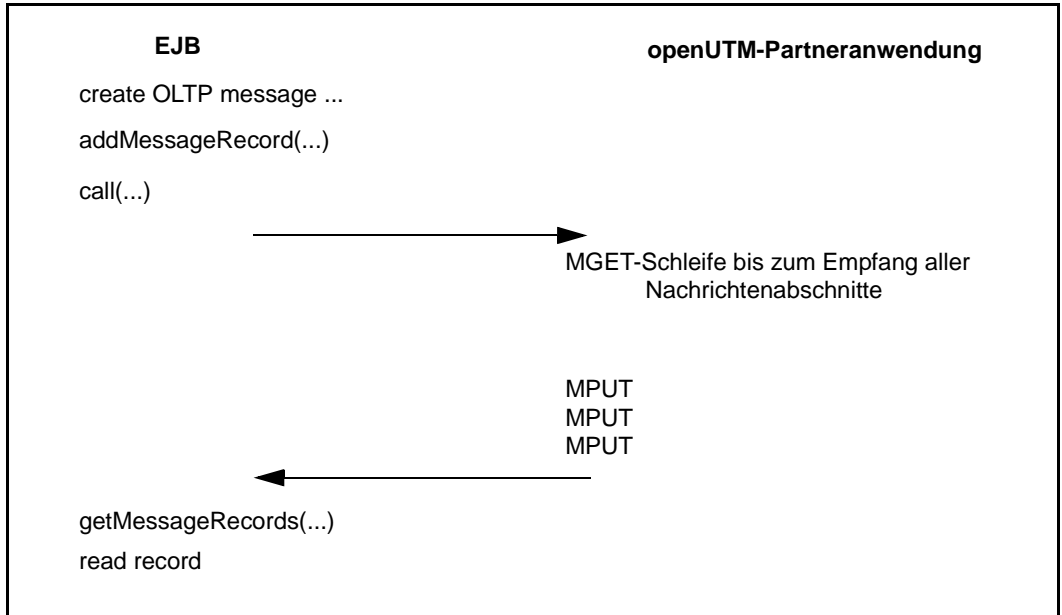 EJB
openUTM-Partneranwendung
create OLTP message ...
addMessageRecord(...)
call(...)
MGET-Schleife bis zum Empfang aller
Nachrichtenabschnitte
MPUT
MPUT
MPUT
getMessageRecords(...)
read record